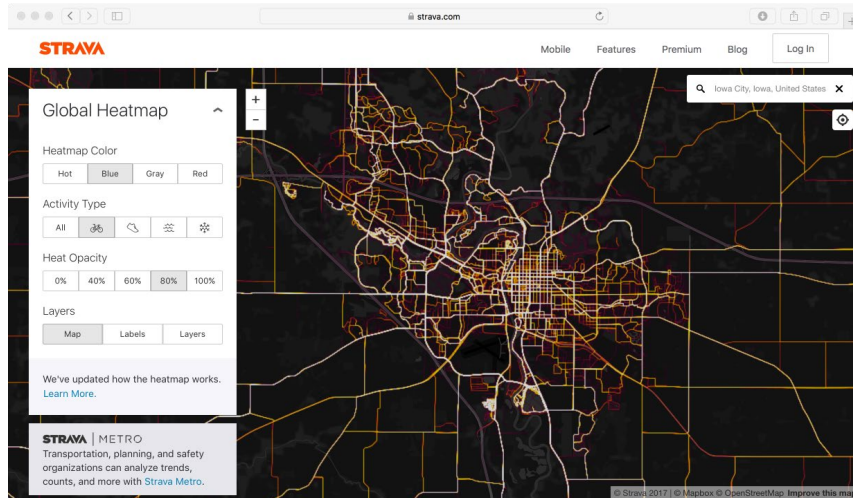 strava.com
STRAVA
Mobile Features Premium Blog Log In
Global Heatmap
Iowa City, Iowa, United States
Heatmap Color
Hot Blue Gray Red
Activity Type
All
Heat Opacity
0% 40% 60% 80% 100%
Layers
Map Labels Layers
We've updated how the heatmap works.
Learn More.
STRAVA | METRO
Transportation, planning, and safety
organizations can analyze trends,
counts, and more with Strava Metro.
© Strava 2017 | © Mapbox © OpenStreetMap Improve this ma